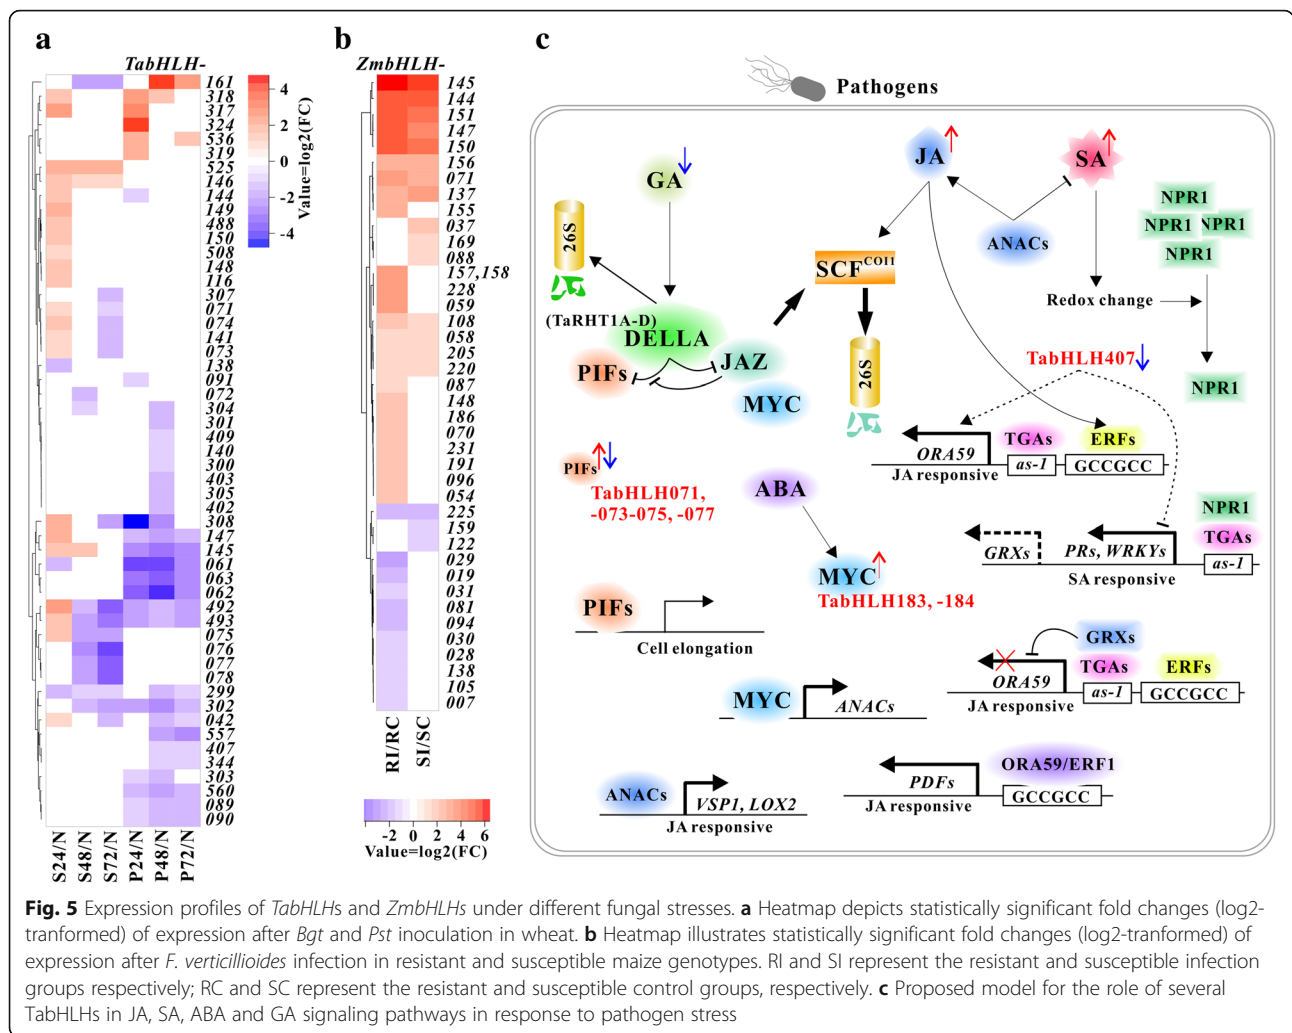 a
TabHLH-
161
318
317
324
536
319
525
146
144
149
488
150
508
148
116
307
071
074
141
073
138
091
072
304
301
409
140
300
403
305
402
308
147
145
061
063
062
492
493
075
076
077
078
299
302
042
557
407
344
303
560
089
090
S24/N
S48/N
S72/N
P24/N
P48/N
P72/N
4
2
0
-2
-4
Value=log2(FC)
b
ZmbHLH-
145
144
151
147
150
156
071
137
155
037
169
088
157,158
228
059
108
058
205
220
087
148
186
070
231
191
096
054
225
159
122
029
019
031
081
094
030
028
138
105
007
RI/RC
SI/SC
-2 0 2 4 6
Value=log2(FC)
c
Pathogens
GA
JA
SA
ANACs
NPR1
NPR1
NPR1
NPR1
26S
SCF^COI1
Redox change
(TaRHT1A-D)
DELLA
PIFs
JAZ
MYC
26S
TabHLH407
NPR1
TGAs
ERFs
ORA59
as-1
GCCGCC
JA responsive
PIFs
TabHLH071,
-073-075, -077
ABA
MYC
TabHLH183, -184
NPR1
TGAs
GRXs
PRs, WRKYs
as-1
SA responsive
PIFs
Cell elongation
GRXs
TGAs
ERFs
ORA59
as-1
GCCGCC
JA responsive
MYC
ANACs
ANACs
VSP1, LOX2
JA responsive
ORA59/ERF1
PDFs
GCCGCC
JA responsive
Fig. 5 Expression profiles of TabHLHs and ZmbHLHs under different fungal stresses. a Heatmap depicts statistically significant fold changes (log2-
tranformed) of expression after Bgt and Pst inoculation in wheat. b Heatmap illustrates statistically significant fold changes (log2-tranformed) of
expression after F. verticillioides infection in resistant and susceptible maize genotypes. RI and SI represent the resistant and susceptible infection
groups respectively; RC and SC represent the resistant and susceptible control groups, respectively. c Proposed model for the role of several
TabHLHs in JA, SA, ABA and GA signaling pathways in response to pathogen stress